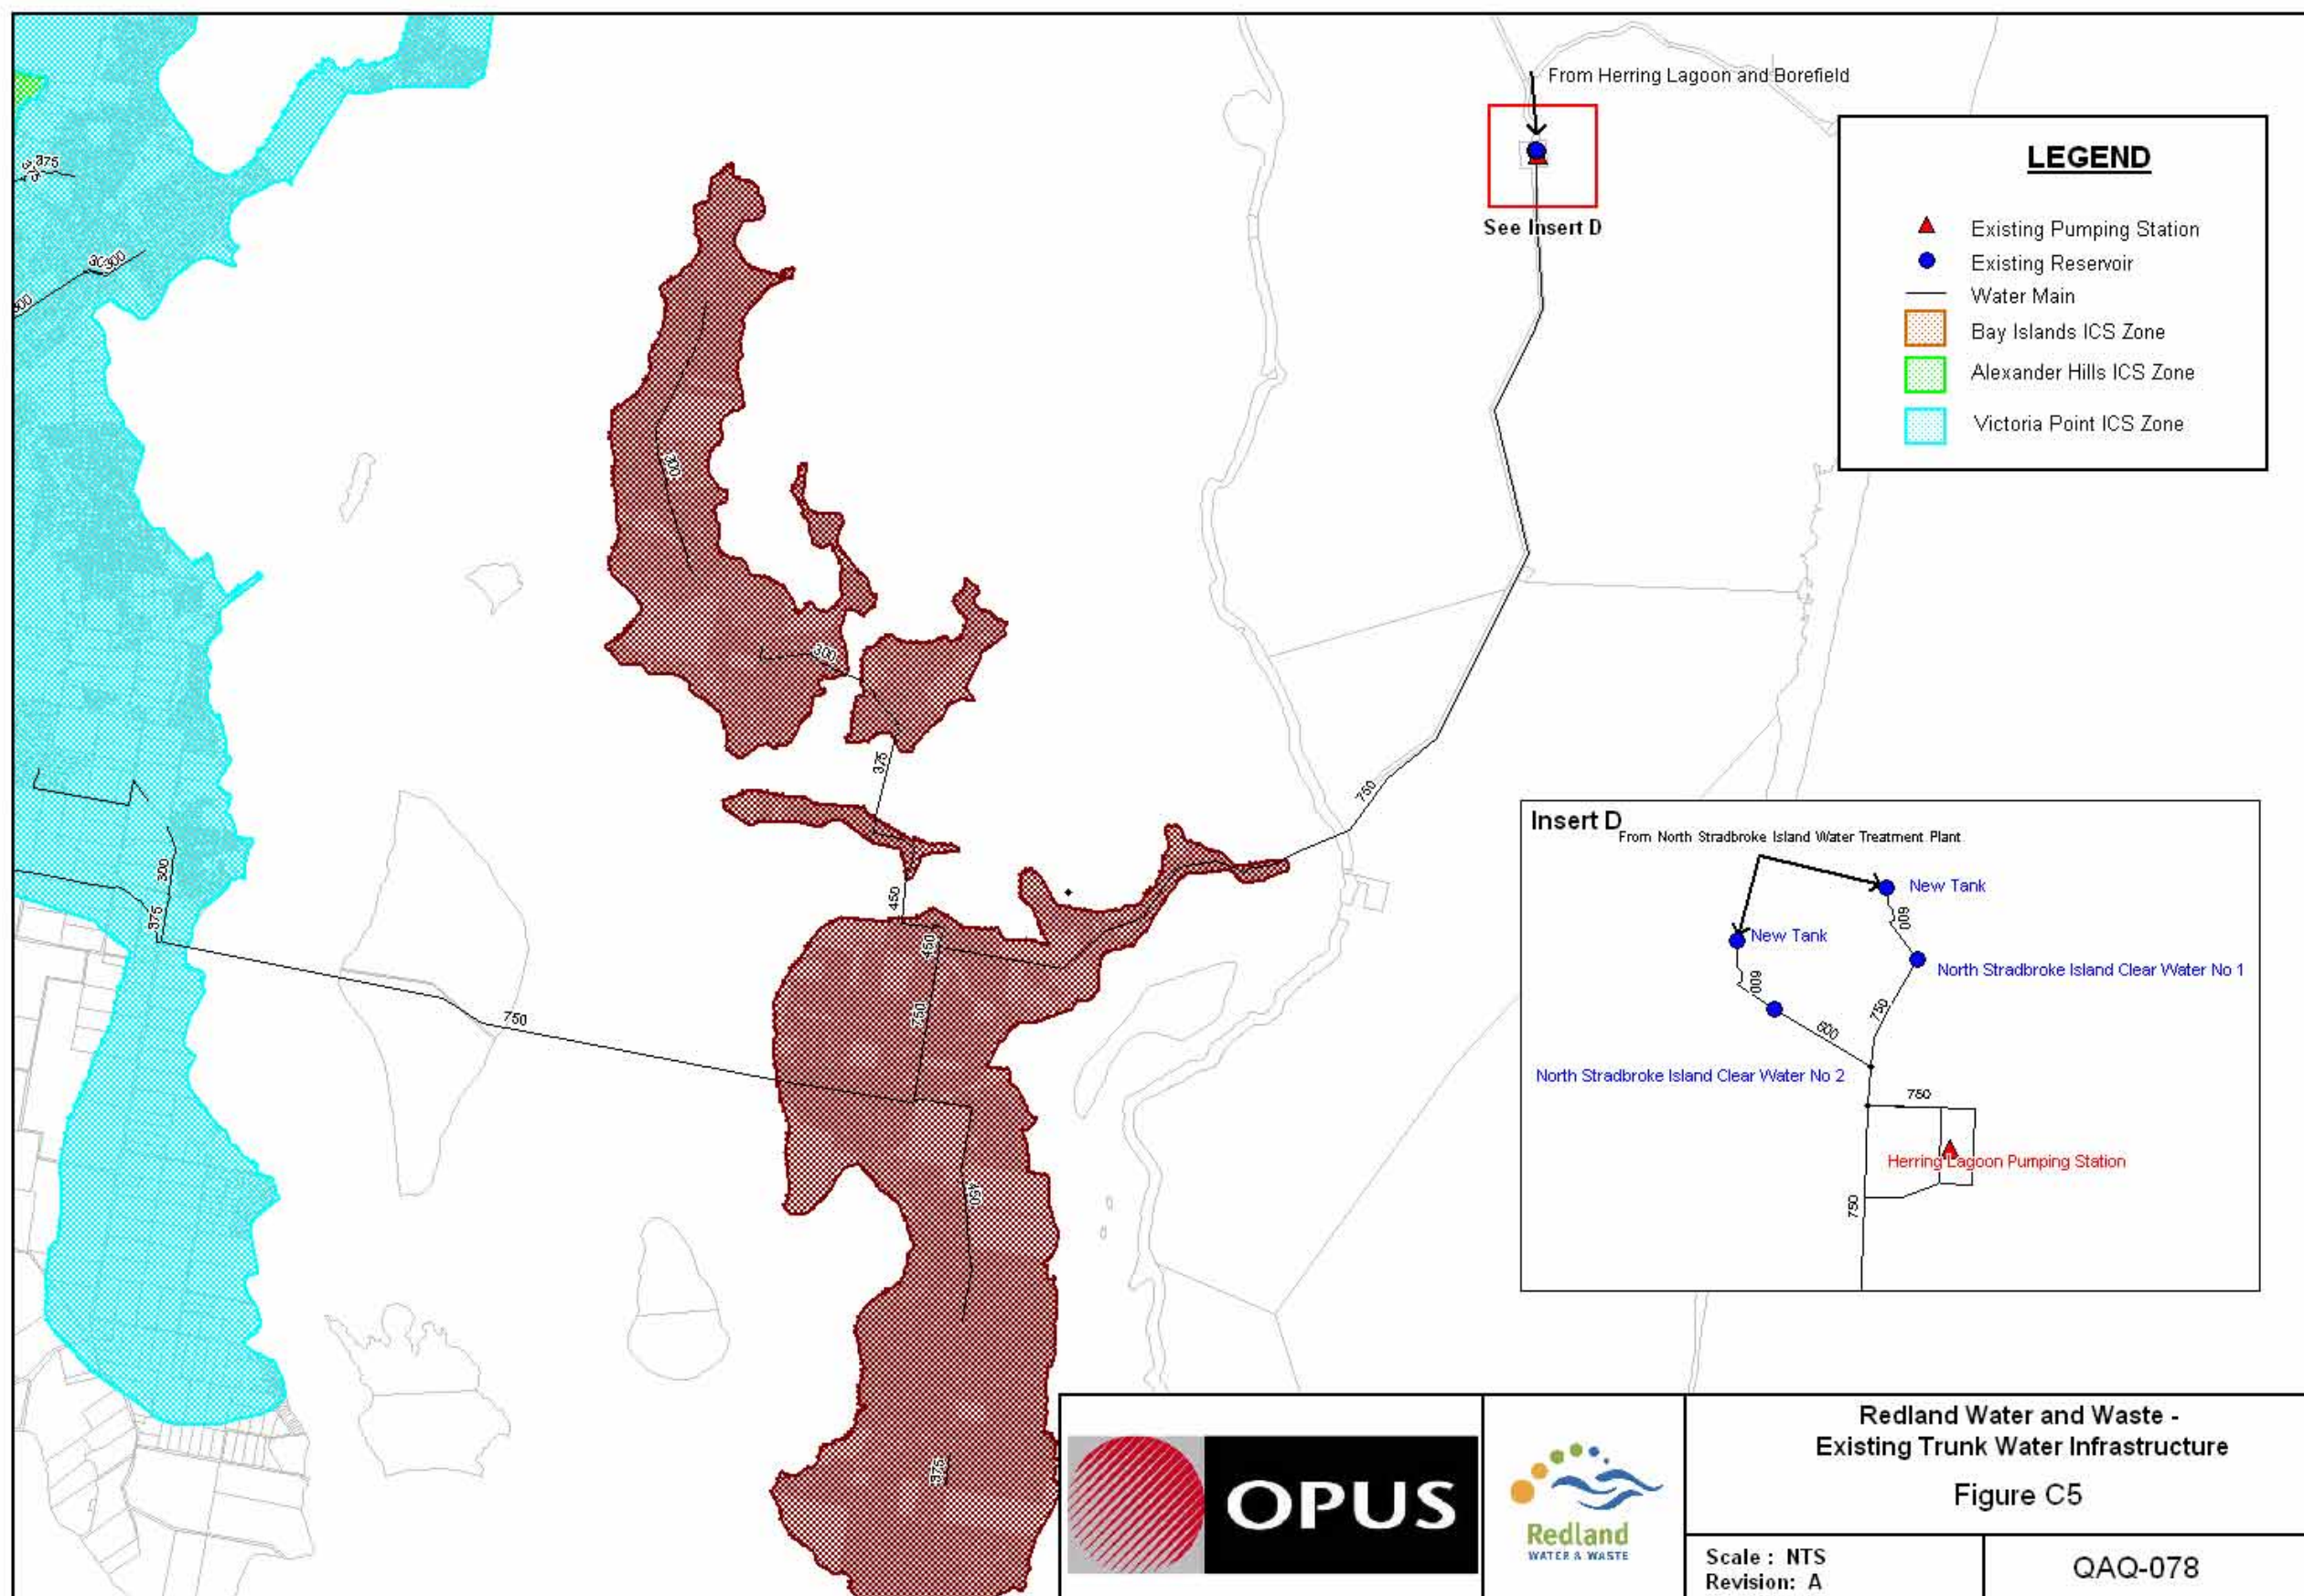 From Herring Lagoon and Borefield
See Insert D
LEGEND
Existing Pumping Station
Existing Reservoir
Water Main
Bay Islands ICS Zone
Alexander Hills ICS Zone
Victoria Point ICS Zone
375
300
300
300
375
450
450
750
750
750
450
375
300
375
Insert D
From North Stradbroke Island Water Treatment Plant
New Tank
600
New Tank
North Stradbroke Island Clear Water No 1
600
750
600
North Stradbroke Island Clear Water No 2
750
Herring Lagoon Pumping Station
750
OPUS
Redland
WATER & WASTE
Redland Water and Waste -
Existing Trunk Water Infrastructure
Figure C5
Scale : NTS
Revision: A
QAQ-078